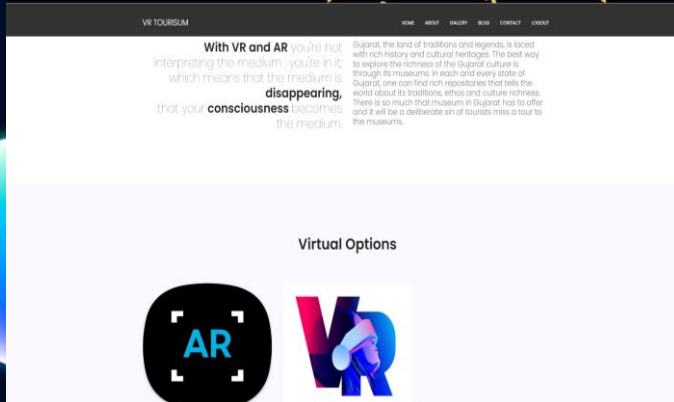 VR TOURISUM
HOME ABOUT GALLERY BLOG CONTACT LOGOUT
With VR and AR you're not
interpreting the medium : you're in it,
which means that the medium is
disappearing,
that your consciousness becomes
the medium.
Gujarat, the land of traditions and legends, is laced
with rich history and cultural heritages. The best way
to explore the richness of the Gujarat culture is
through its museums. In each and every state of
Gujarat, one can find rich repositories that tells the
world about its traditions, ethos and culture richness.
There is so much that museum in Gujarat has to offer
and it will be a deliberate sin of tourists miss a tour to
the museums.
Virtual Options
AR
VR